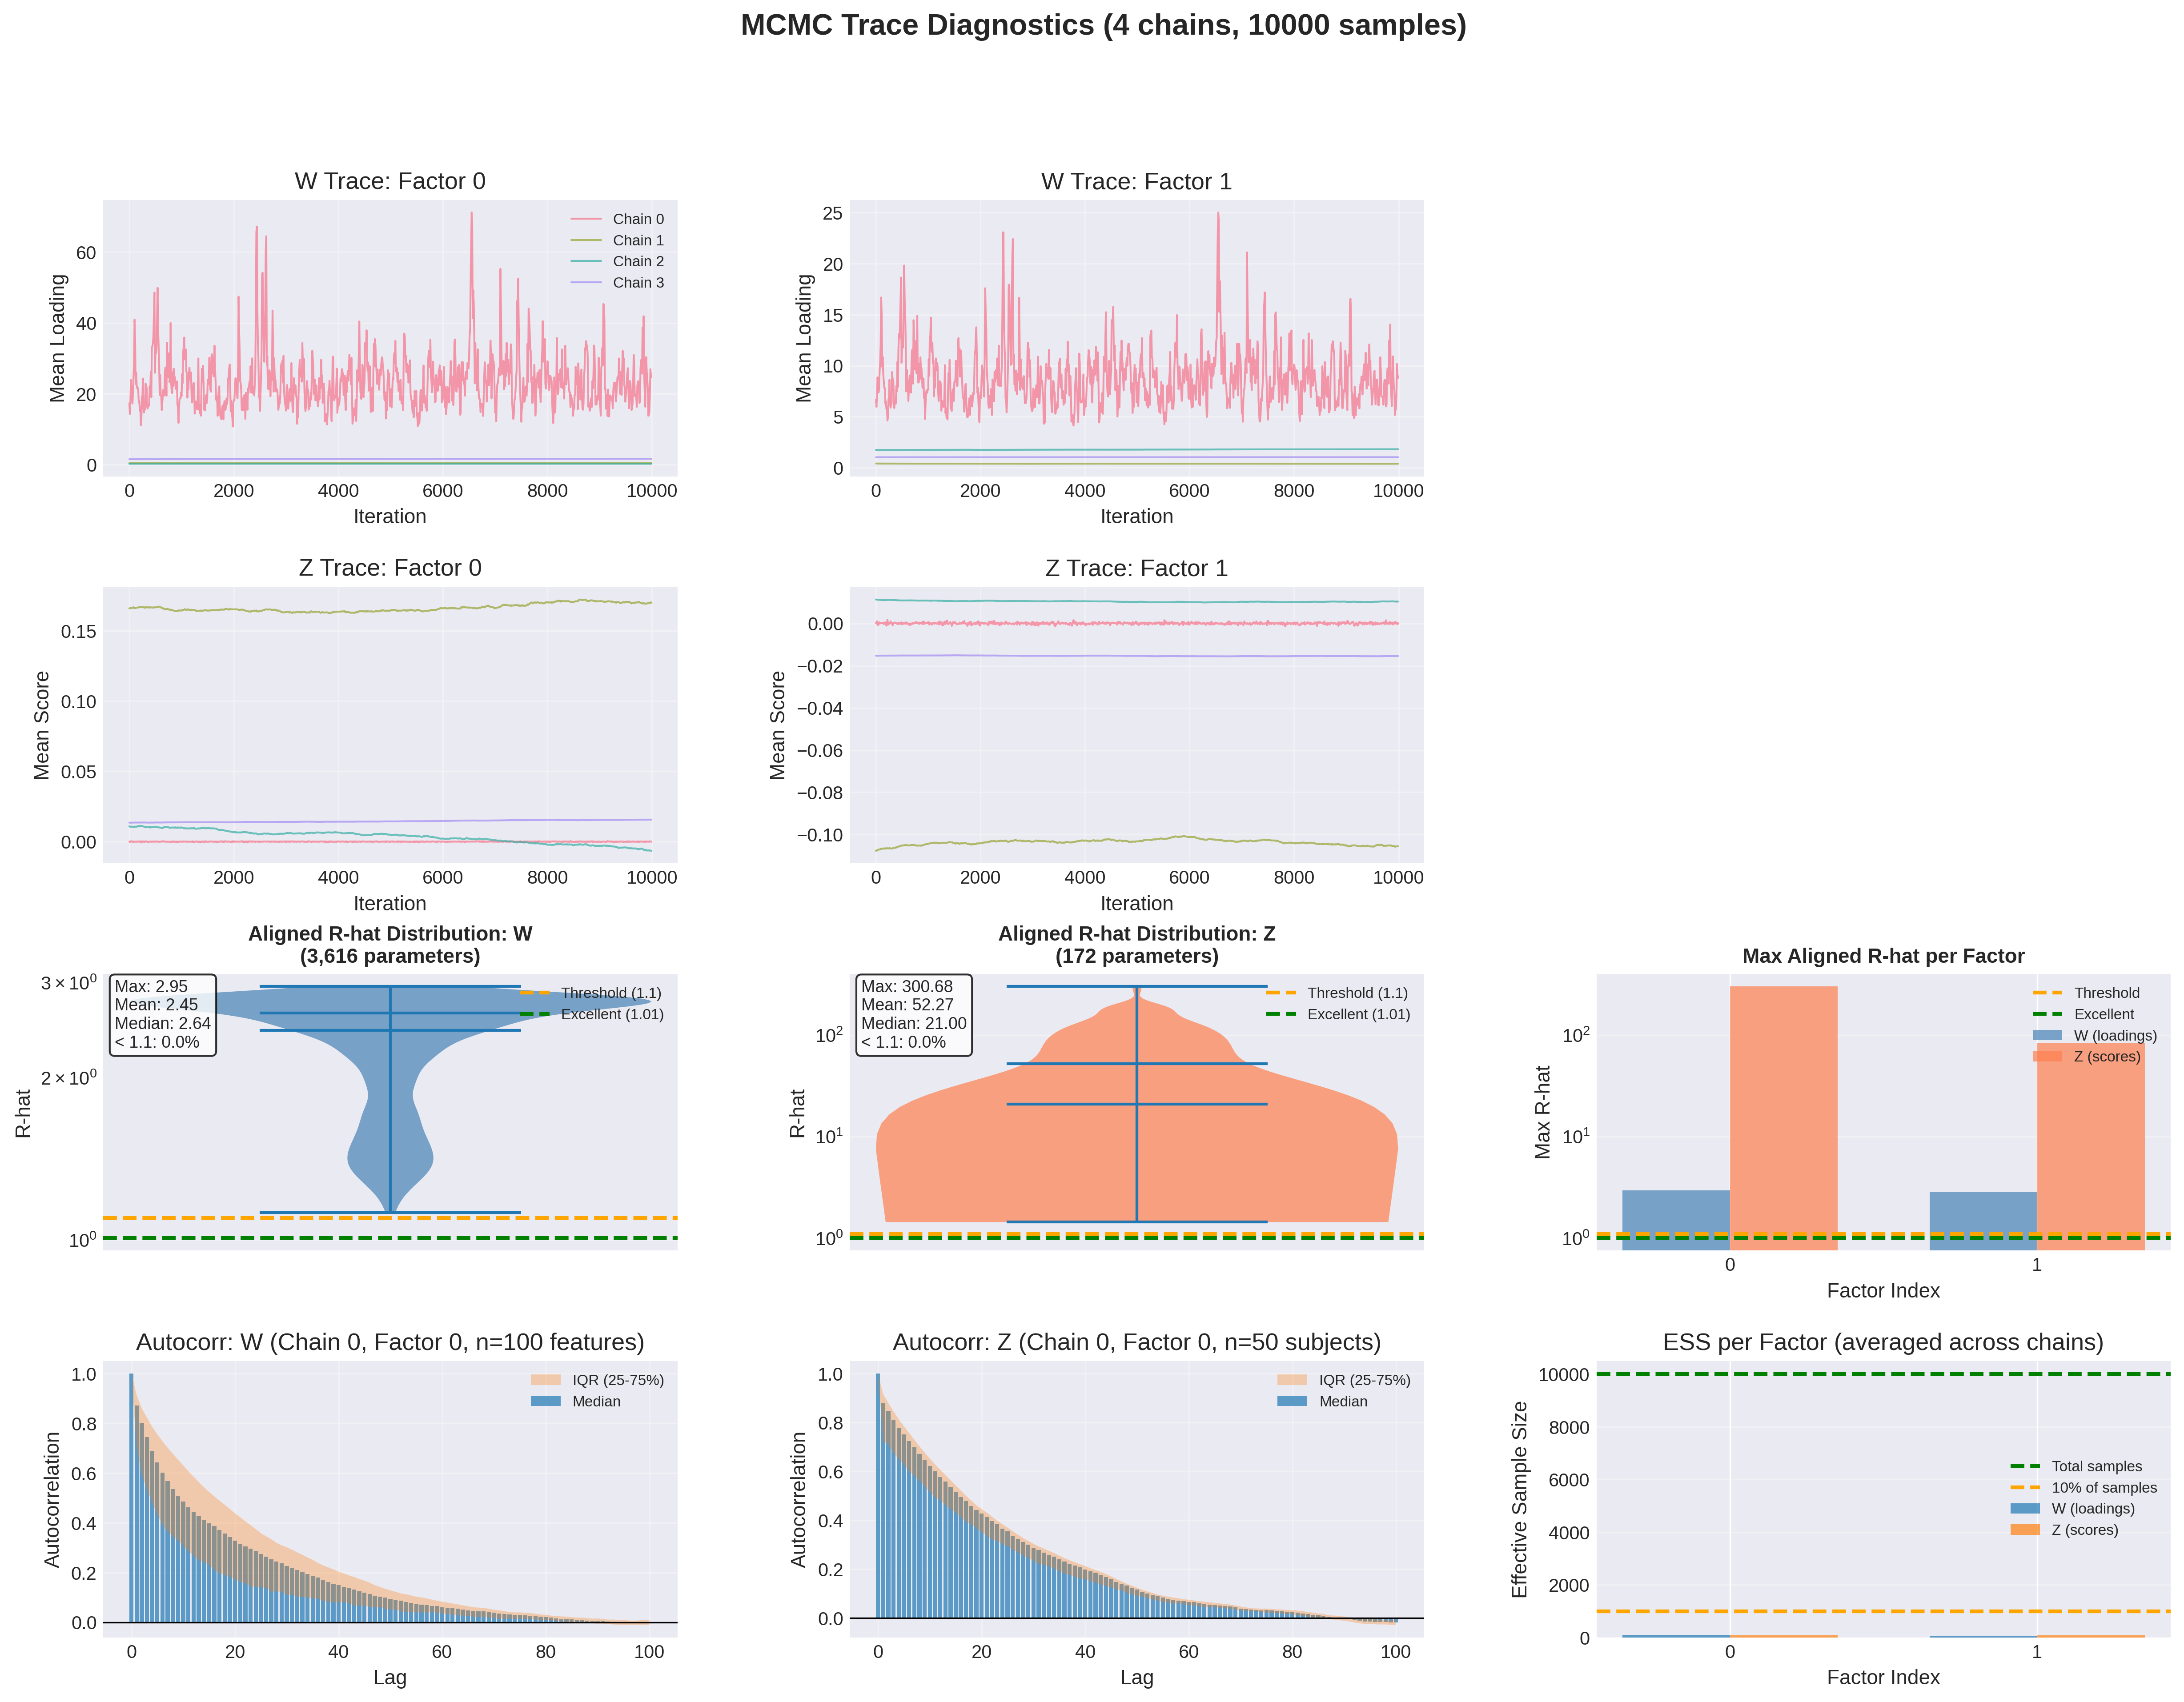 MCMC Trace Diagnostics (4 chains, 10000 samples)
W Trace: Factor 0
Mean Loading
60
40
20
0
Chain 0
Chain 1
Chain 2
Chain 3
0 2000 4000 6000 8000 10000
Iteration
W Trace: Factor 1
Mean Loading
25
20
15
10
5
0
0 2000 4000 6000 8000 10000
Iteration
Z Trace: Factor 0
Mean Score
0.15
0.10
0.05
0.00
0 2000 4000 6000 8000 10000
Iteration
Z Trace: Factor 1
Mean Score
0.00
−0.02
−0.04
−0.06
−0.08
−0.10
0 2000 4000 6000 8000 10000
Iteration
Aligned R-hat Distribution: W
(3,616 parameters)
R-hat
3 × 10⁰
2 × 10⁰
10⁰
Max: 2.95
Mean: 2.45
Median: 2.64
< 1.1: 0.0%
Threshold (1.1)
Excellent (1.01)
Aligned R-hat Distribution: Z
(172 parameters)
R-hat
10²
10¹
10⁰
Max: 300.68
Mean: 52.27
Median: 21.00
< 1.1: 0.0%
Threshold (1.1)
Excellent (1.01)
Max Aligned R-hat per Factor
Max R-hat
10²
10¹
10⁰
Threshold
Excellent
W (loadings)
Z (scores)
0 1
Factor Index
Autocorr: W (Chain 0, Factor 0, n=100 features)
Autocorrelation
1.0
0.8
0.6
0.4
0.2
0.0
IQR (25-75%)
Median
0 20 40 60 80 100
Lag
Autocorr: Z (Chain 0, Factor 0, n=50 subjects)
Autocorrelation
1.0
0.8
0.6
0.4
0.2
0.0
IQR (25-75%)
Median
0 20 40 60 80 100
Lag
ESS per Factor (averaged across chains)
Effective Sample Size
10000
8000
6000
4000
2000
0
Total samples
10% of samples
W (loadings)
Z (scores)
0 1
Factor Index